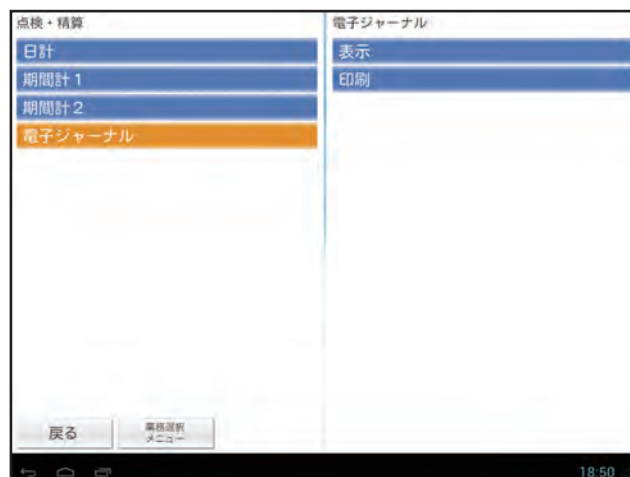 点検・精算
日計
期間計1
期間計2
電子ジャーナル
電子ジャーナル
表示
印刷
戻る
業務選択
メニュー
18:50